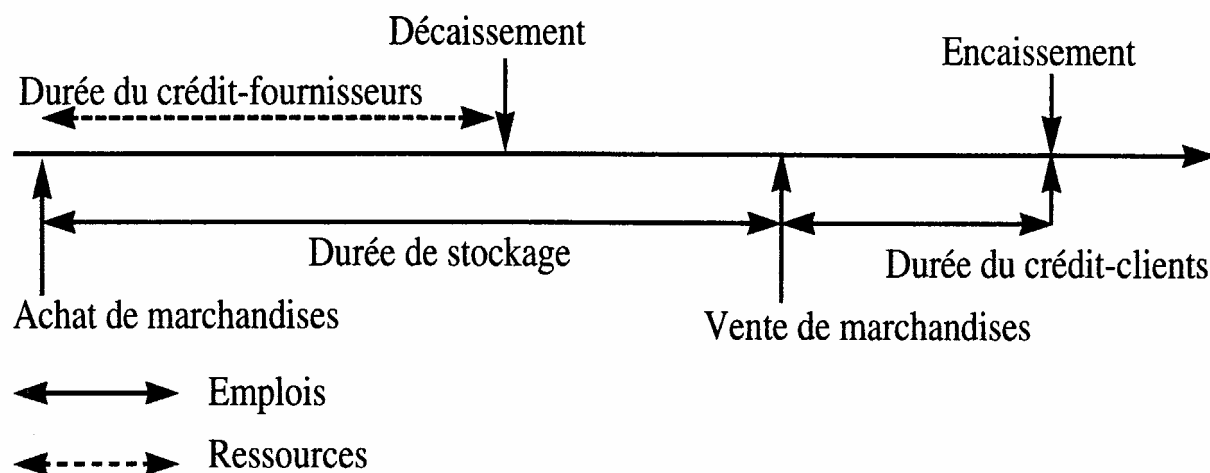 Décaissement
Encaissement
Durée du crédit-fournisseurs
Durée de stockage
Durée du crédit-clients
Achat de marchandises
Vente de marchandises
Emplois
Ressources